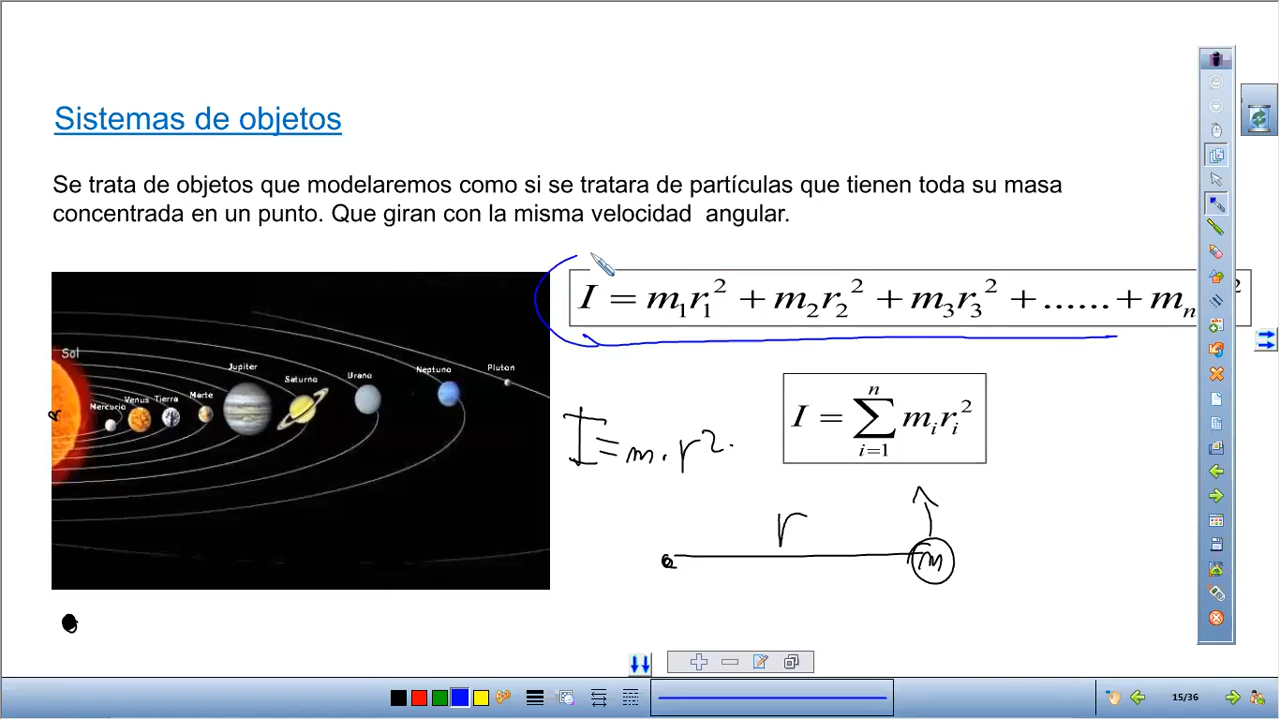 Sistemas de objetos
Se trata de objetos que modelaremos como si se tratara de partículas que tienen toda su masa
concentrada en un punto. Que giran con la misma velocidad angular.
I = m₁r₁² + m₂r₂² + m₃r₃² + ...... + mₙ ²
Sol
Mercurio
Venus
Tierra
Marte
Jupiter
Saturno
Urano
Neptuno
Pluton
I = m . r².
I = ∑ᵢ₌₁ⁿ mᵢrᵢ²
r
m
15/36